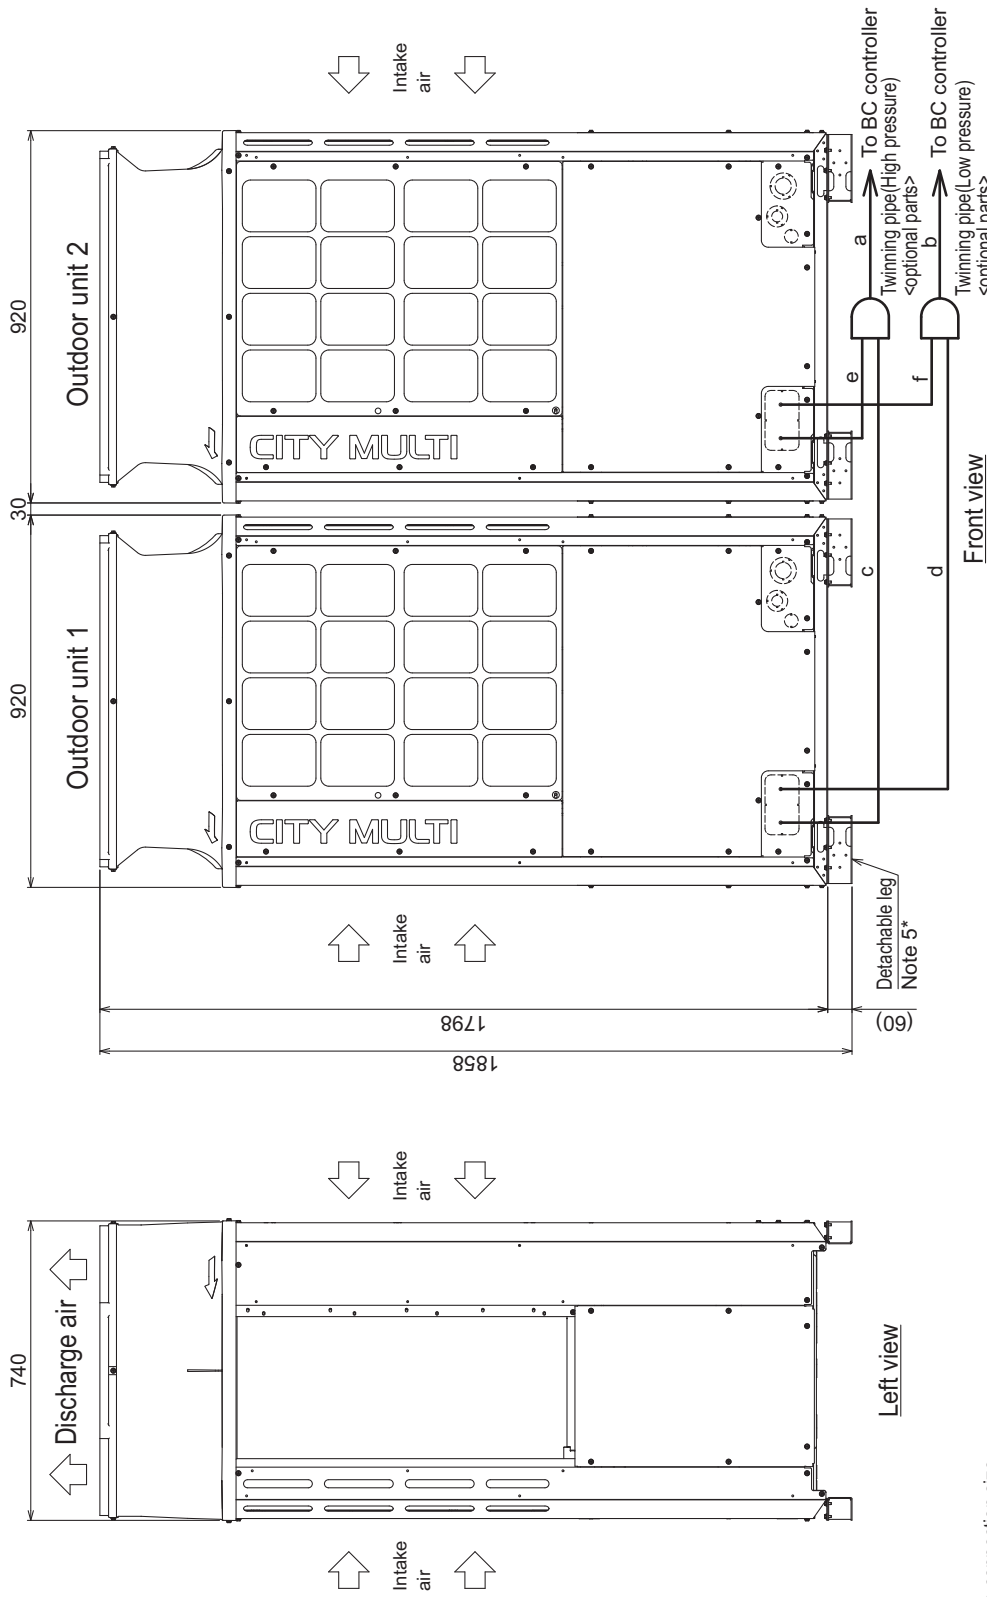 920
30
920
Outdoor unit 1
Outdoor unit 2
CITY MULTI
CITY MULTI
Intake
air
Intake
air
1798
1858
(60)
Detachable leg
Note 5*
a
To BC controller
Twinning pipe(High pressure)
<optional parts>
b
To BC controller
Twinning pipe(Low pressure)
<optional parts>
c
d
e
f
Front view
740
Discharge air
Intake
air
Intake
air
Left view